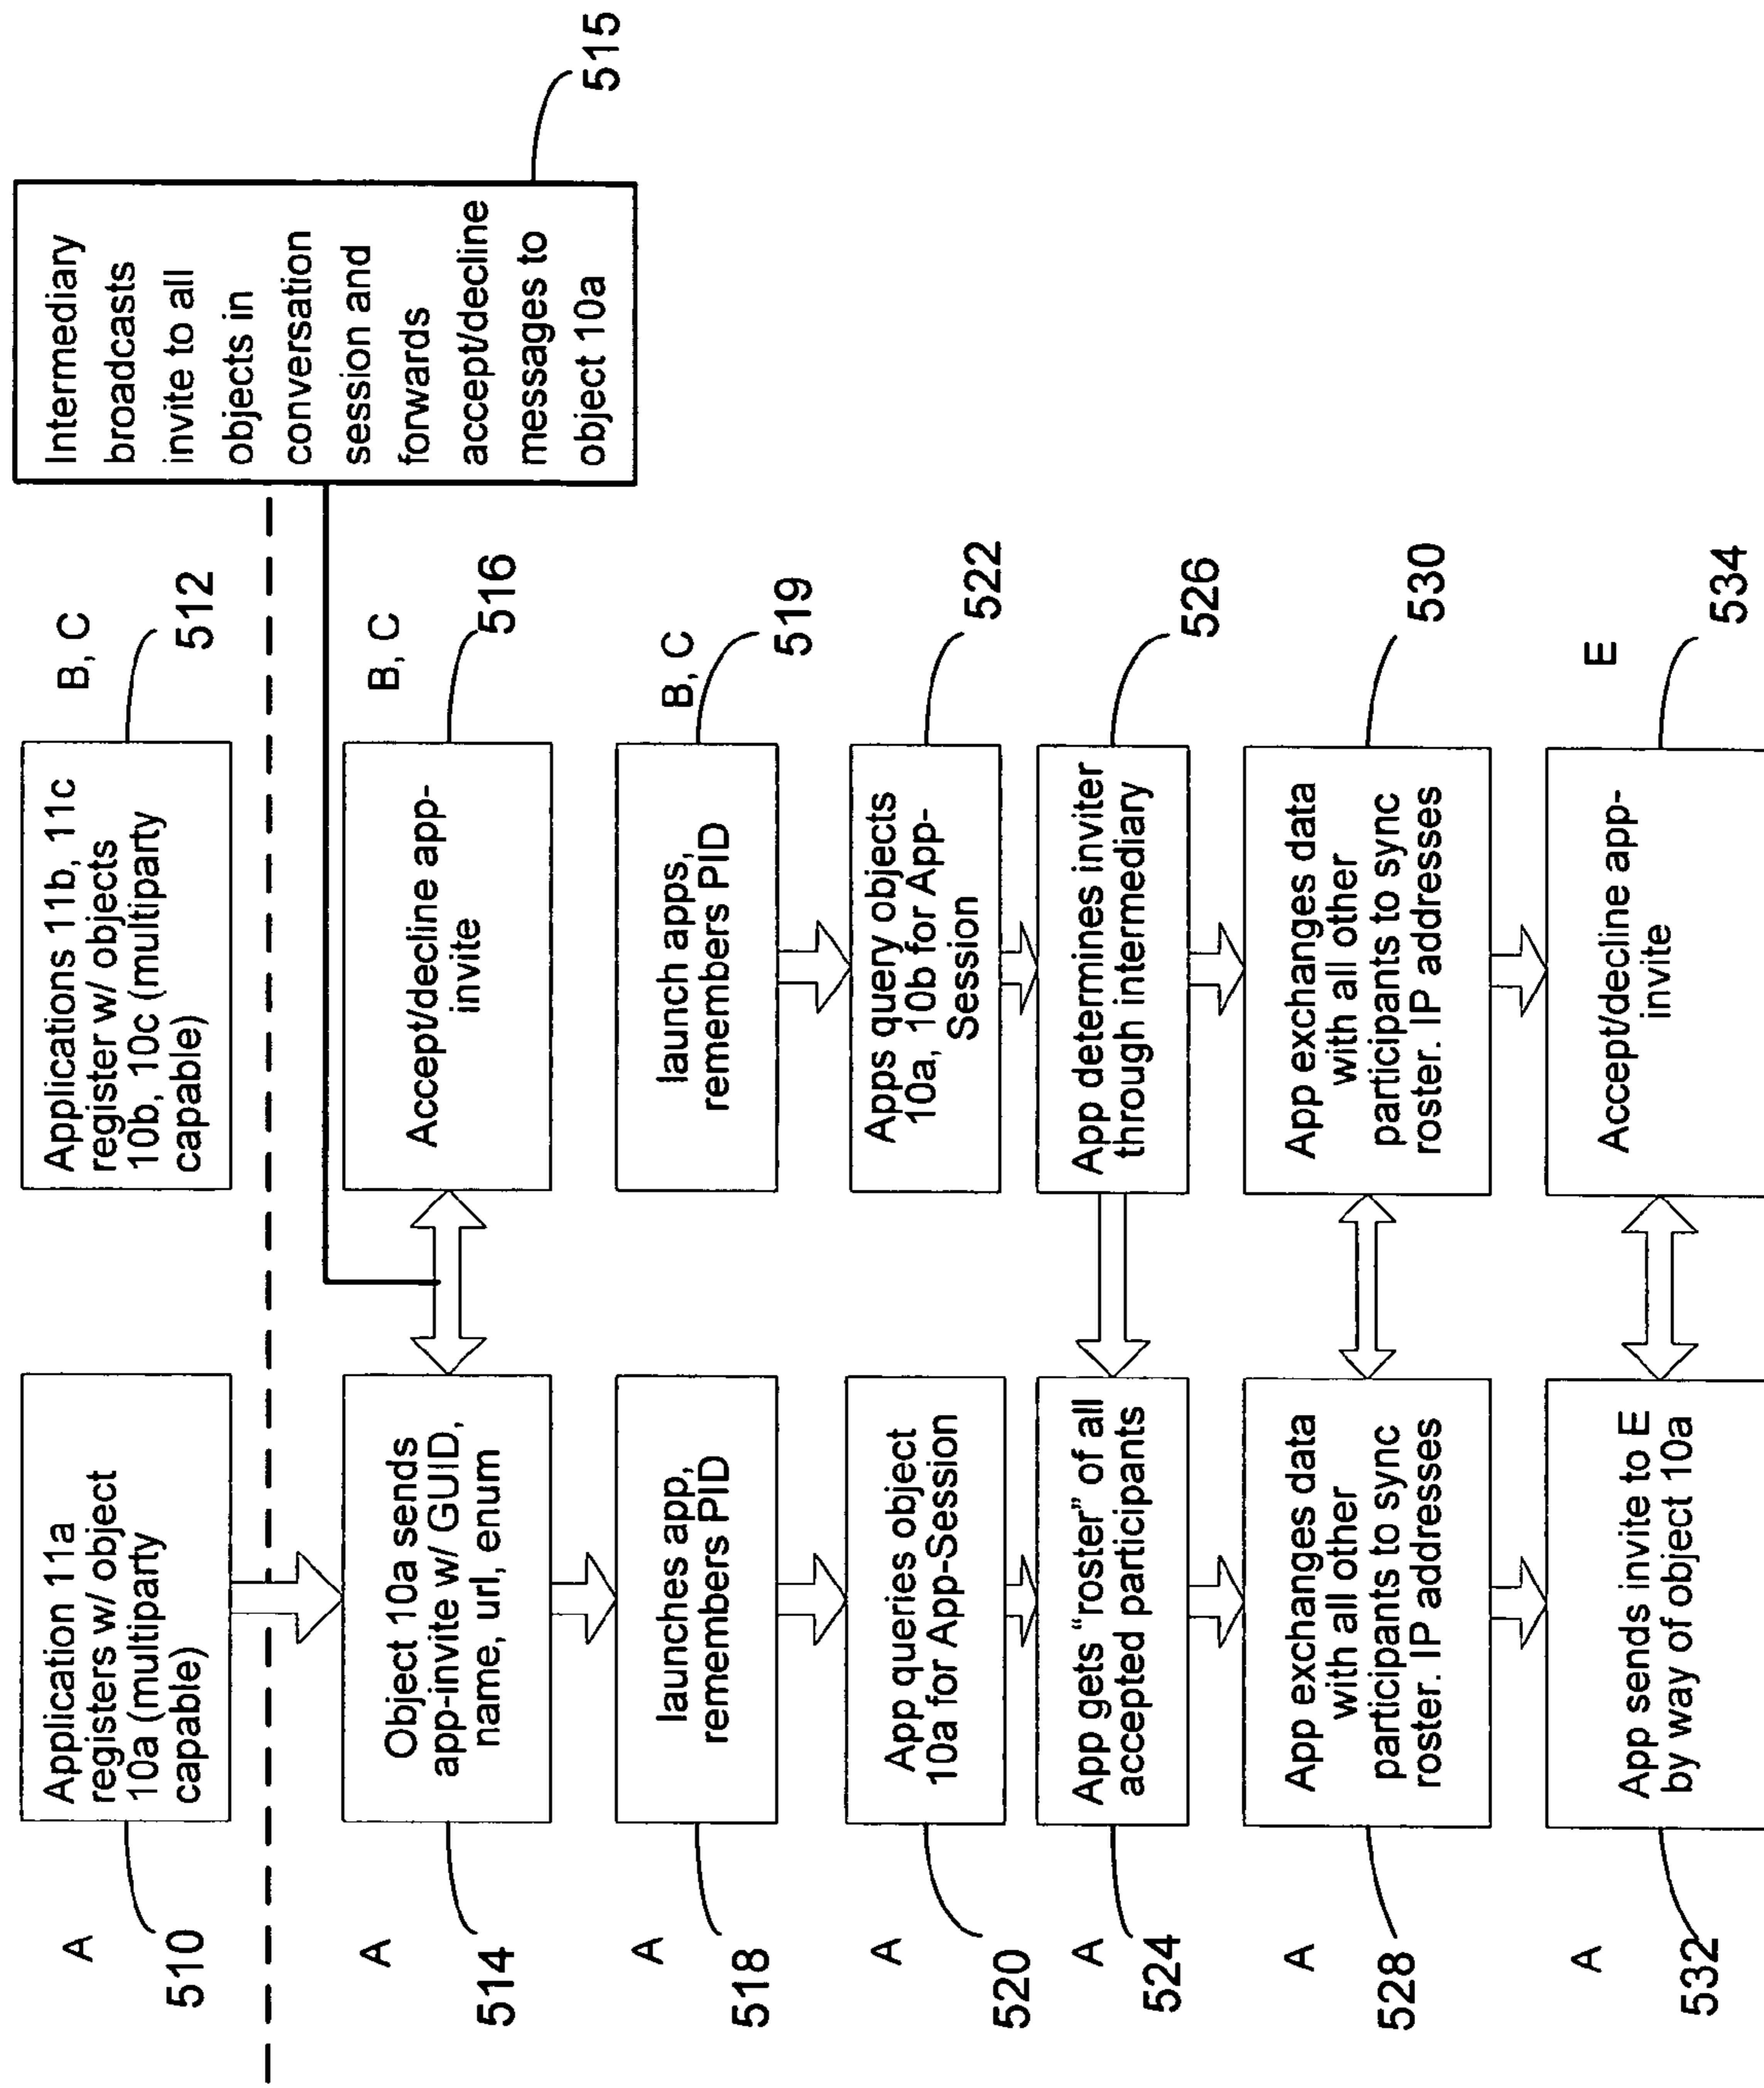 A
510
Application 11a
registers w/ object
10a (multiparty
capable)
Applications 11b, 11c
register w/ objects
10b, 10c (multiparty
capable)
B, C
512
Intermediary
broadcasts
invite to all
objects in
conversation
session and
forwards
accept/decline
messages to
object 10a
515
A
514
Object 10a sends
app-invite w/ GUID,
name, url, enum
Accept/decline app-
invite
B, C
516
A
518
launches app,
remembers PID
launch apps,
remembers PID
B, C
519
A
520
App queries object
10a for App-Session
Apps query objects
10a, 10b for App-
Session
522
A
524
App gets “roster” of all
accepted participants
App determines inviter
through intermediary
526
A
528
App exchanges data
with all other
participants to sync
roster. IP addresses
App exchanges data
with all other
participants to sync
roster. IP addresses
530
A
532
App sends invite to E
by way of object 10a
Accept/decline app-
invite
E
534